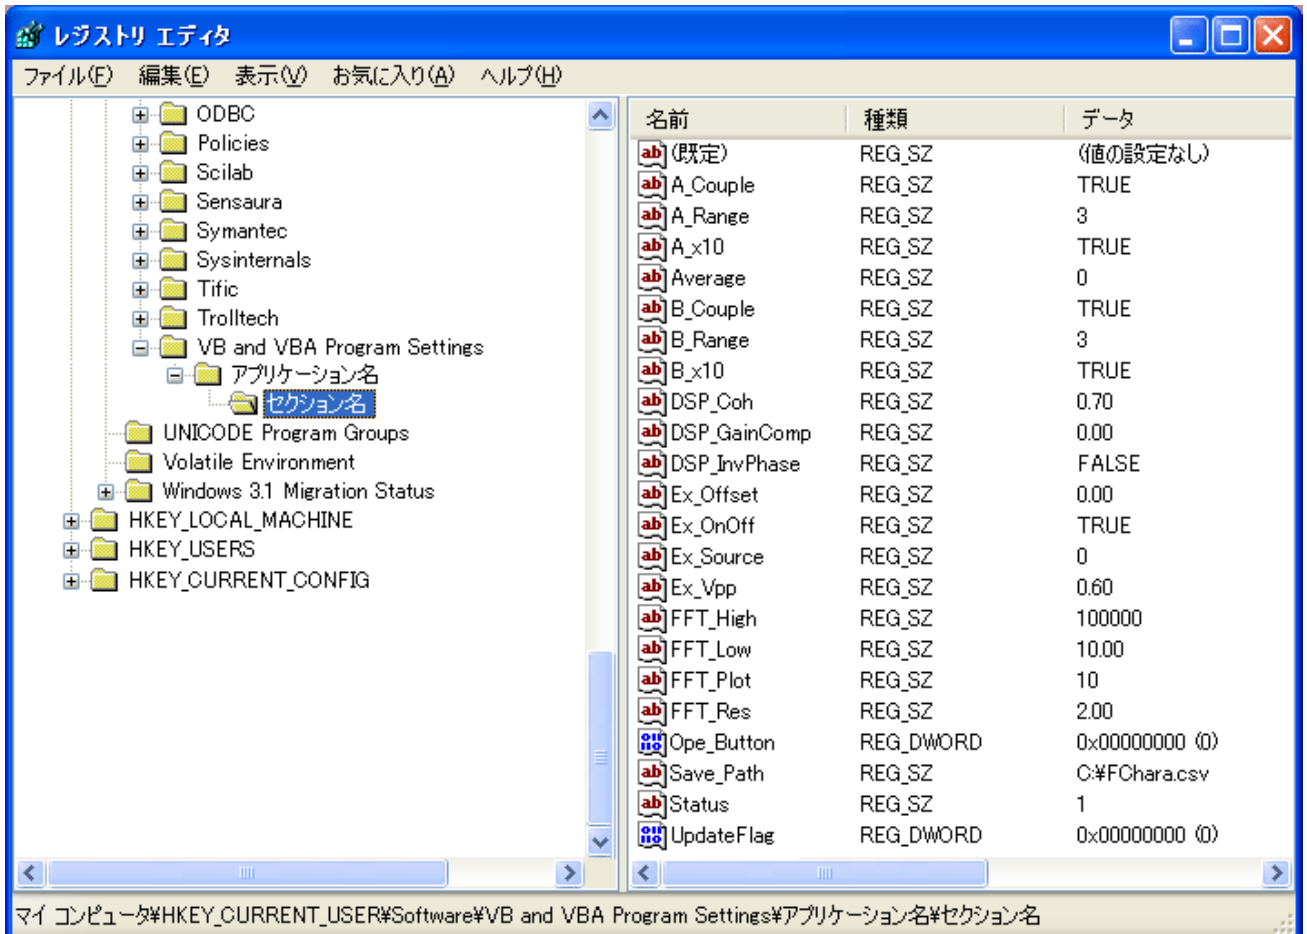 レジストリ エディタ
ファイル(F) 編集(E) 表示(V) お気に入り(A) ヘルプ(H)
ODBC
Policies
Scilab
Sensaura
Symantec
Sysinternals
Tific
Trolltech
VB and VBA Program Settings
アプリケーション名
セクション名
UNICODE Program Groups
Volatile Environment
Windows 3.1 Migration Status
HKEY_LOCAL_MACHINE
HKEY_USERS
HKEY_CURRENT_CONFIG
名前 種類 データ
(既定) REG_SZ (値の設定なし)
A_Couple REG_SZ TRUE
A_Range REG_SZ 3
A_x10 REG_SZ TRUE
Average REG_SZ 0
B_Couple REG_SZ TRUE
B_Range REG_SZ 3
B_x10 REG_SZ TRUE
DSP_Coh REG_SZ 0.70
DSP_GainComp REG_SZ 0.00
DSP_InvPhase REG_SZ FALSE
Ex_Offset REG_SZ 0.00
Ex_OnOff REG_SZ TRUE
Ex_Source REG_SZ 0
Ex_Vpp REG_SZ 0.60
FFT_High REG_SZ 100000
FFT_Low REG_SZ 10.00
FFT_Plot REG_SZ 10
FFT_Res REG_SZ 2.00
Ope_Button REG_DWORD 0x00000000 (0)
Save_Path REG_SZ C:¥FChara.csv
Status REG_SZ 1
UpdateFlag REG_DWORD 0x00000000 (0)
マイ コンピュータ¥HKEY_CURRENT_USER¥Software¥VB and VBA Program Settings¥アプリケーション名¥セクション名